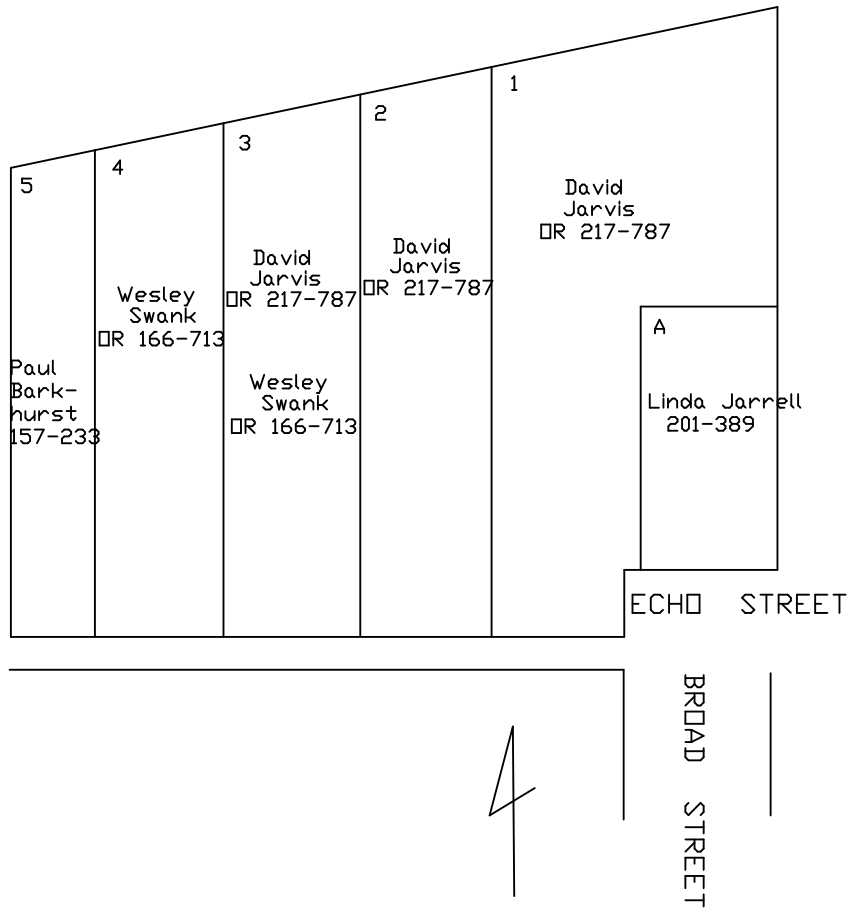 1
2
3
4
5
David
Jarvis
OR 217-787
David
Jarvis
OR 217-787
David
Jarvis
OR 217-787
Wesley
Swank
OR 166-713
Wesley
Swank
OR 166-713
Paul
Bark-
hurst
157-233
A
Linda Jarrell
201-389
ECHO STREET
BROAD STREET